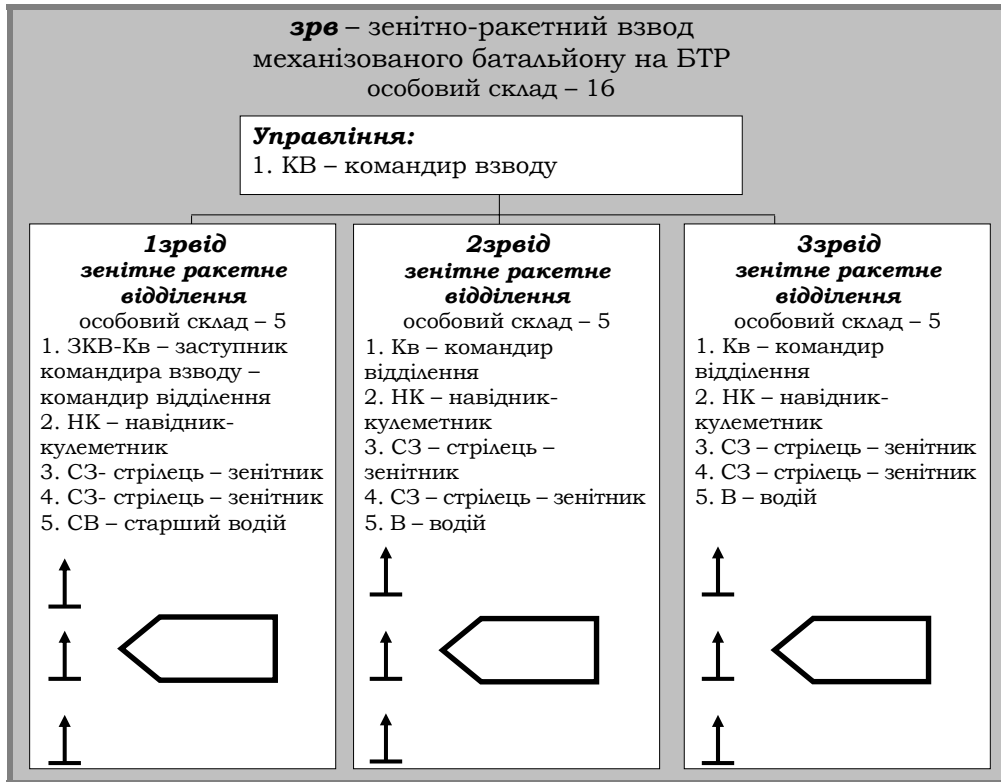 зрв – зенітно-ракетний взвод
механізованого батальйону на БТР
особовий склад – 16
Управління:
1. КВ – командир взводу
1зрвід
зенітне ракетне
відділення
особовий склад – 5
1. ЗКВ-Кв – заступник
командира взводу –
командир відділення
2. НК – навідник-
кулеметник
3. СЗ- стрілець – зенітник
4. СЗ- стрілець – зенітник
5. СВ – старший водій
2зрвід
зенітне ракетне
відділення
особовий склад – 5
1. Кв – командир
відділення
2. НК – навідник-
кулеметник
3. СЗ – стрілець –
зенітник
4. СЗ – стрілець – зенітник
5. В – водій
3зрвід
зенітне ракетне
відділення
особовий склад – 5
1. Кв – командир
відділення
2. НК – навідник-
кулеметник
3. СЗ – стрілець – зенітник
4. СЗ – стрілець – зенітник
5. В – водій